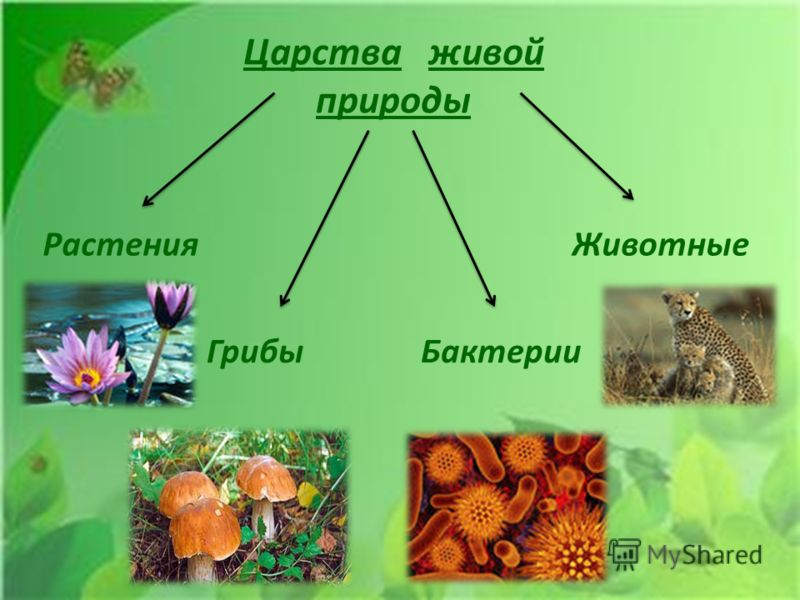 Царства живой
природы
Растения
Животные
Грибы
Бактерии
MyShared